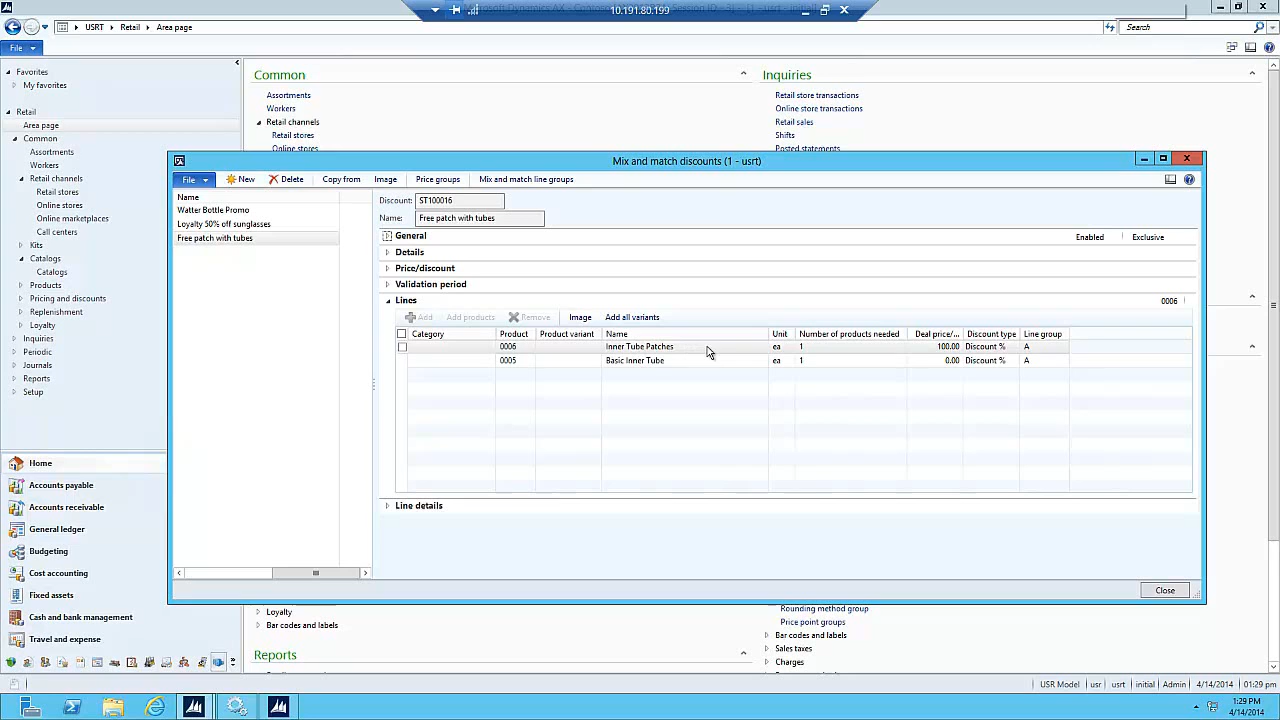 10.191.80.199
USRT Retail Area page
Search
File
Favorites
My favorites
Retail
Area page
Common
Assortments
Workers
Retail channels
Retail stores
Online stores
Online marketplaces
Call centers
Kits
Catalogs
Catalogs
Products
Pricing and discounts
Replenishment
Loyalty
Inquiries
Periodic
Journals
Reports
Setup
Home
Accounts payable
Accounts receivable
General ledger
Budgeting
Cost accounting
Fixed assets
Cash and bank management
Travel and expense
Common
Assortments
Workers
Retail channels
Retail stores
Online stores
Inquiries
Retail store transactions
Online store transactions
Retail sales
Shifts
Posted statements
Mix and match discounts (1 - usrt)
File New Delete Copy from Image Price groups Mix and match line groups
Name
Watter Bottle Promo
Loyalty 50% off sunglasses
Free patch with tubes
Discount: ST100016
Name: Free patch with tubes
General Enabled Exclusive
Details
Price/discount
Validation period
Lines 0006
Add Add products Remove Image Add all variants
Category Product Product variant Name Unit Number of products needed Deal price/... Discount type Line group
0006 Inner Tube Patches ea 1 100.00 Discount % A
0005 Basic Inner Tube ea 1 0.00 Discount % A
Line details
Close
Loyalty
Bar codes and labels
Reports
Rounding method group
Price point groups
Bar codes and labels
Sales taxes
Charges
USR Model usr usrt initial Admin 4/14/2014 01:29 pm
1:29 PM
4/14/2014